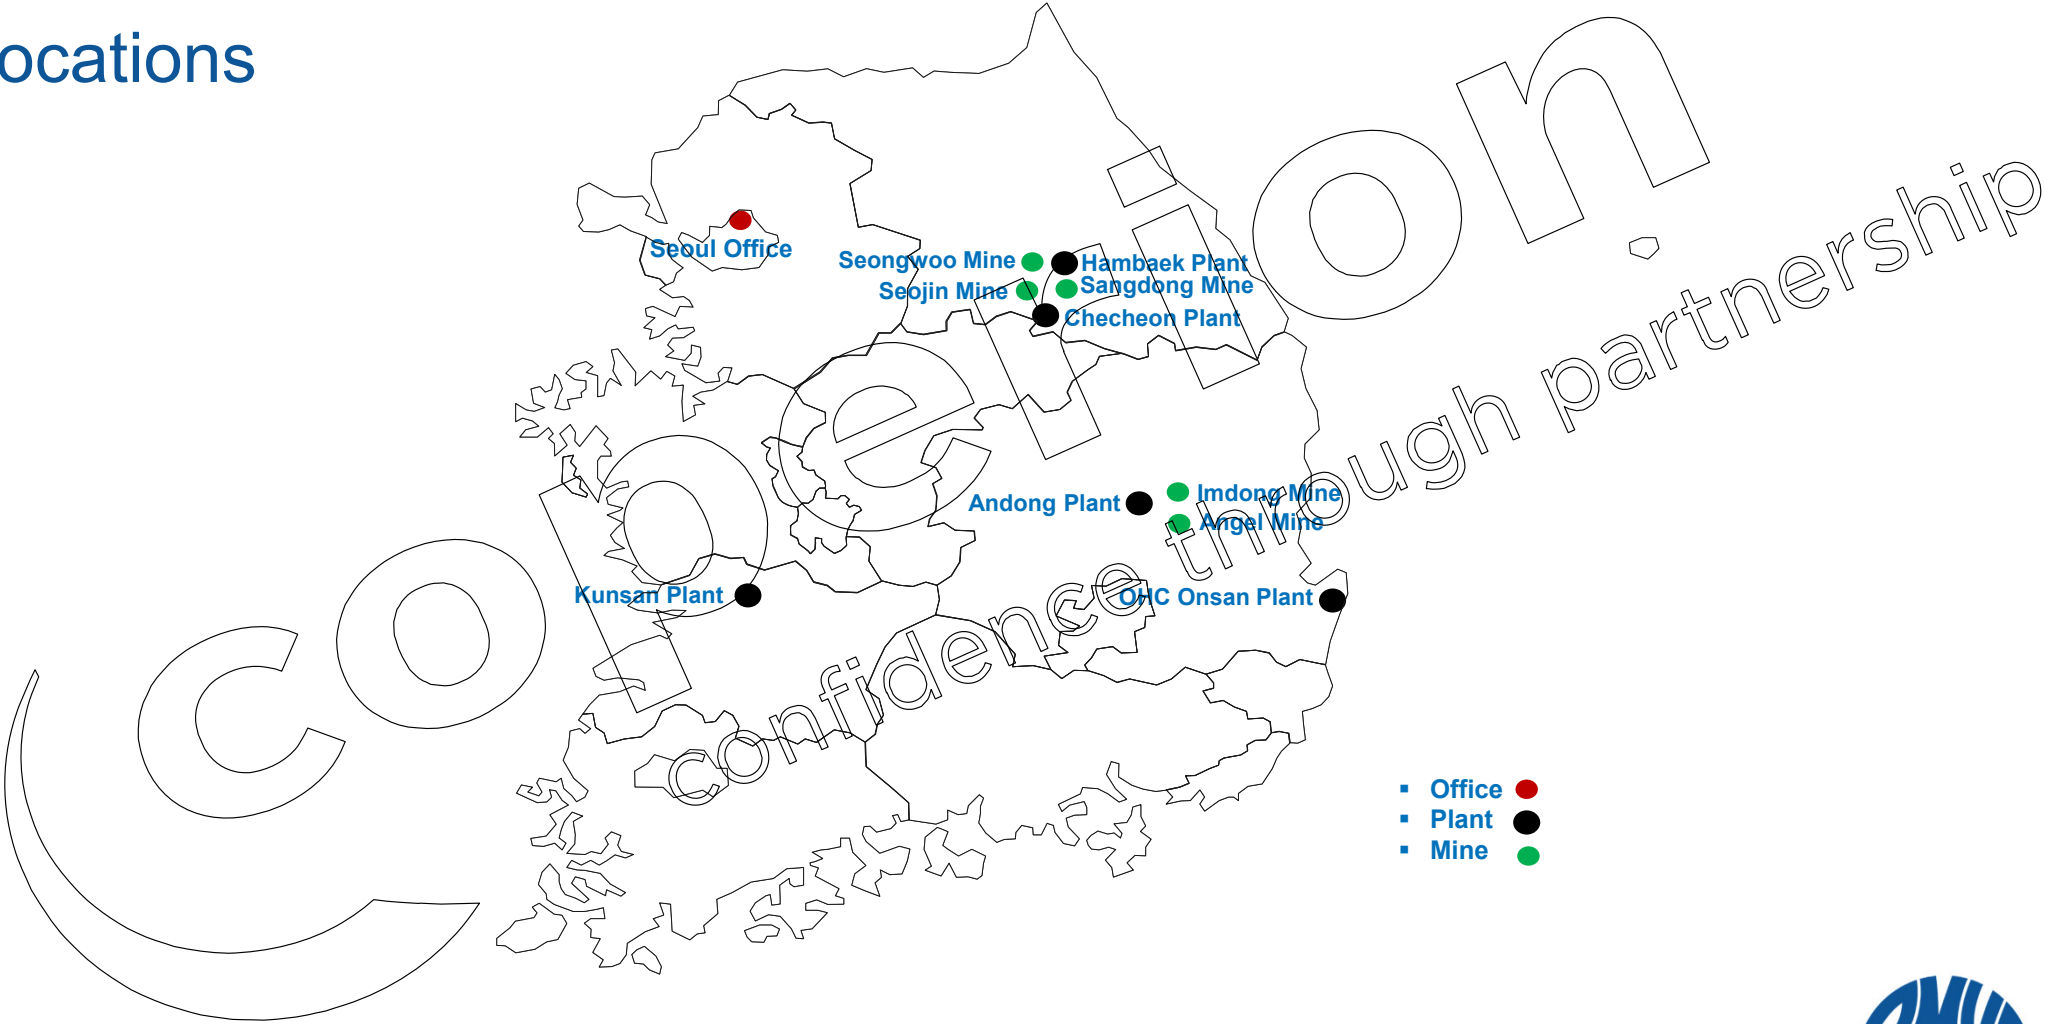 ocations
Seoul Office
Seongwoo Mine
Hambaek Plant
Seojin Mine
Sangdong Mine
Checheon Plant
Andong Plant
Imdong Mine
Angel Mine
Kunsan Plant
OHC Onsan Plant
coperion
confidence through partnership
▪ Office
▪ Plant
▪ Mine